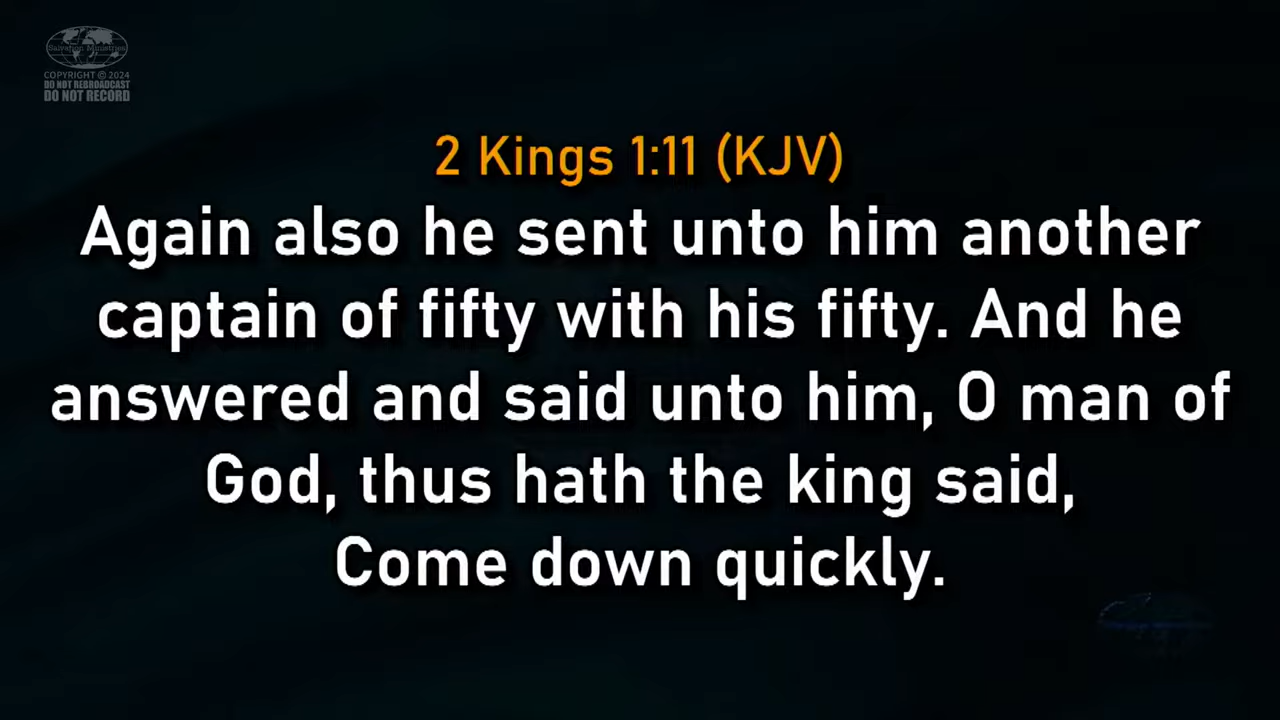 Salvation Ministries
COPYRIGHT © 2024
DO NOT REBROADCAST
DO NOT RECORD
2 Kings 1:11 (KJV)
Again also he sent unto him another
captain of fifty with his fifty. And he
answered and said unto him, O man of
God, thus hath the king said,
Come down quickly.